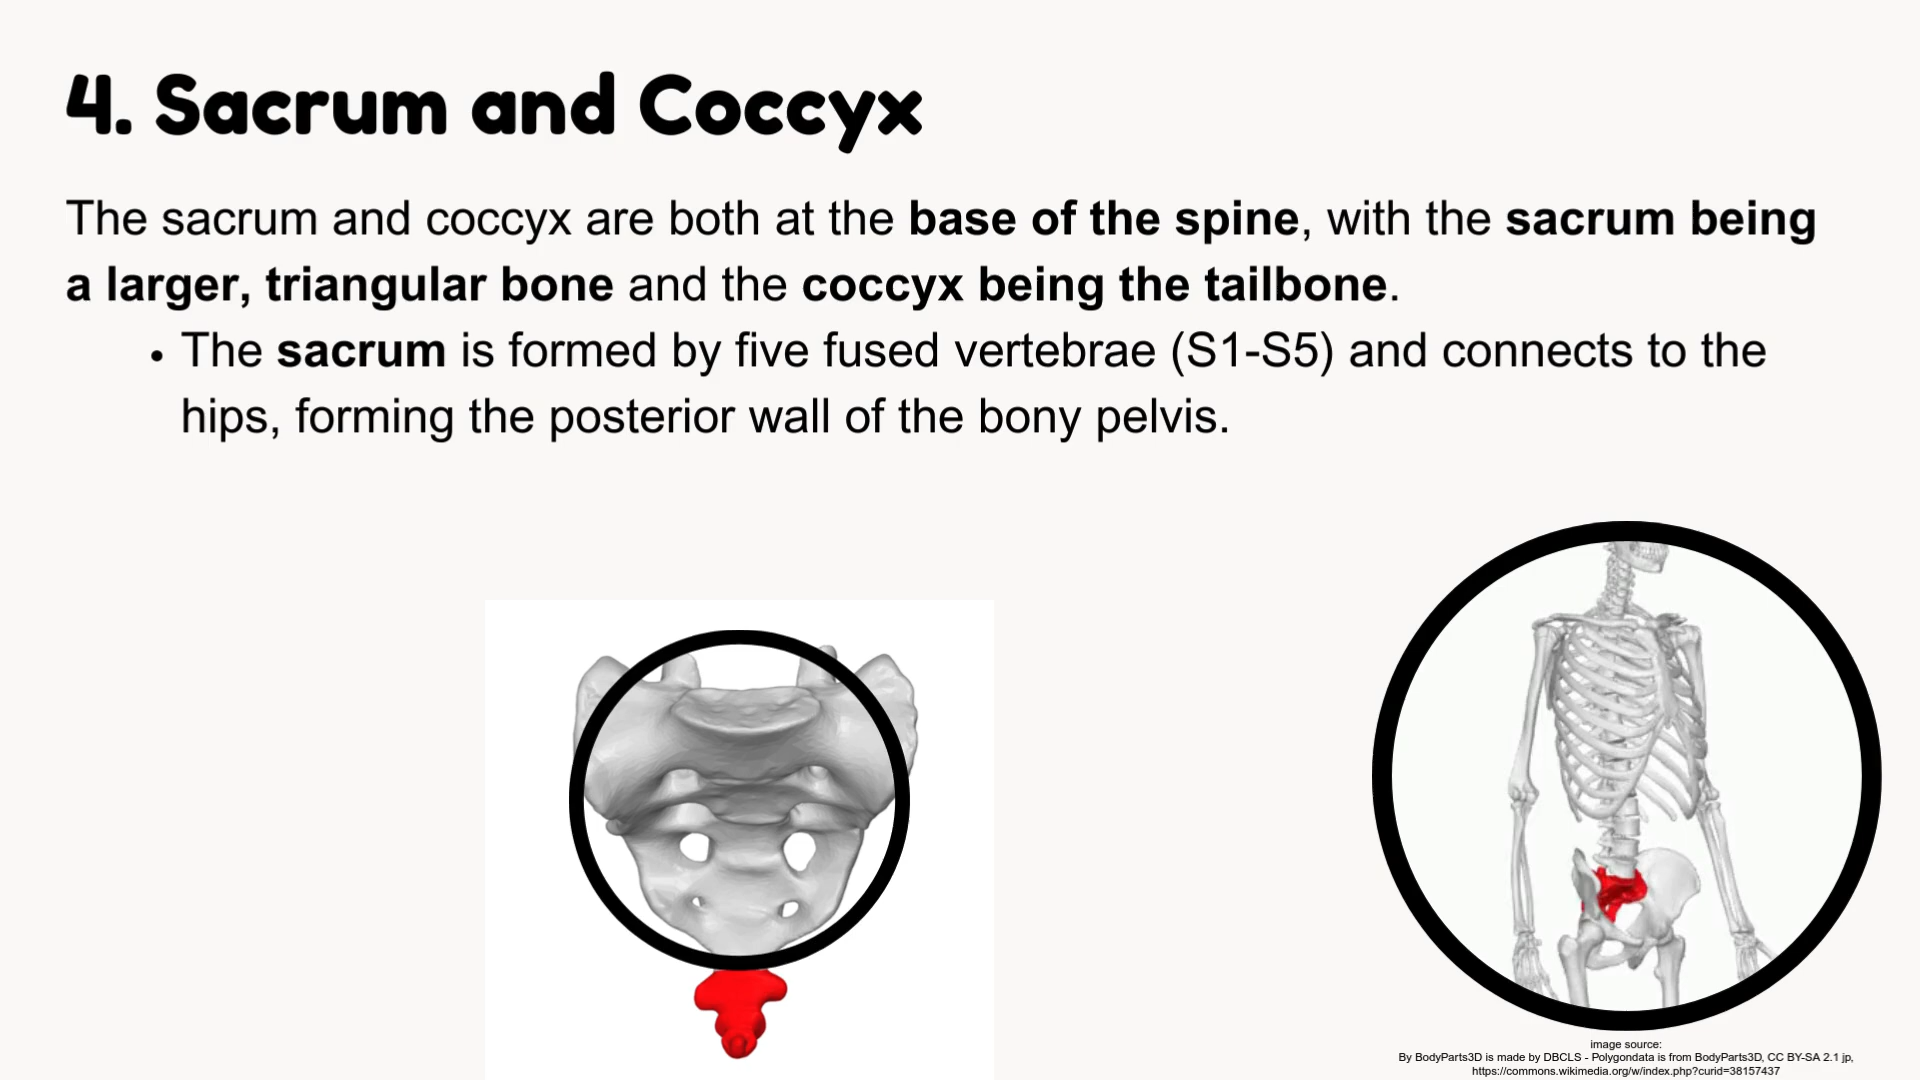 4. Sacrum and Coccyx
The sacrum and coccyx are both at the base of the spine, with the sacrum being
a larger, triangular bone and the coccyx being the tailbone.
• The sacrum is formed by five fused vertebrae (S1-S5) and connects to the
hips, forming the posterior wall of the bony pelvis.
image source:
By BodyParts3D is made by DBCLS - Polygondata is from BodyParts3D, CC BY-SA 2.1 jp,
https://commons.wikimedia.org/w/index.php?curid=38157437